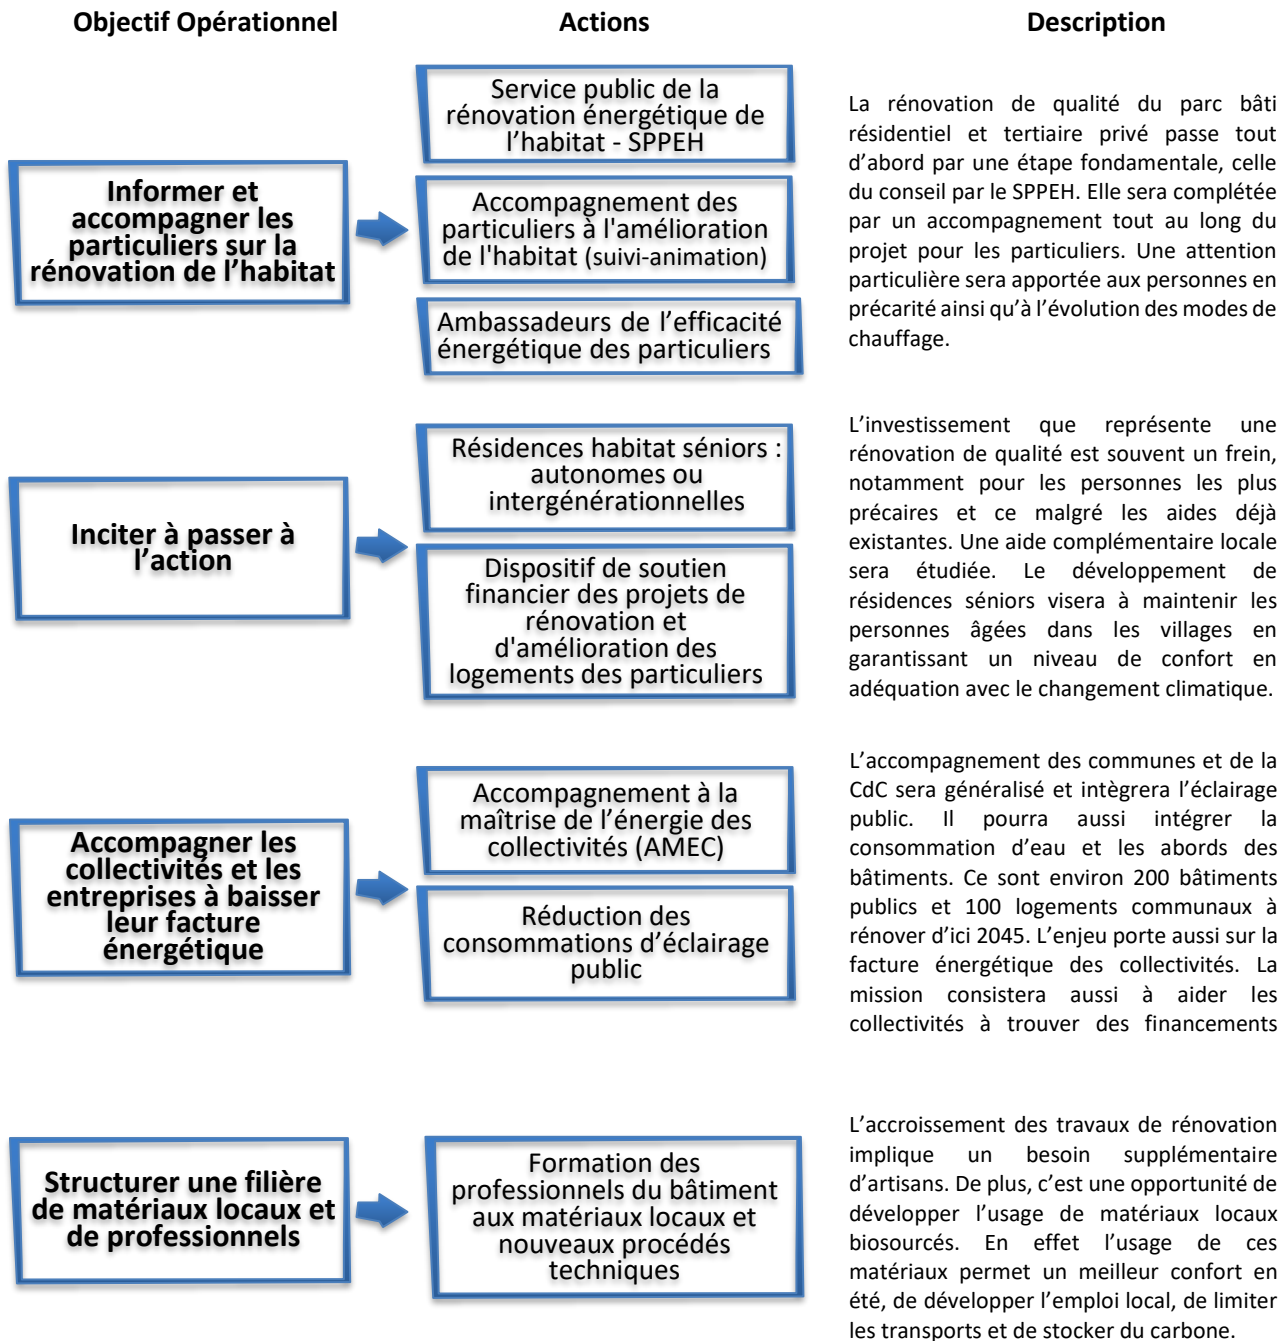 Objectif Opérationnel
Actions
Description
Informer et
accompagner les
particuliers sur la
rénovation de l’habitat
Service public de la
rénovation énergétique de
l’habitat - SPPEH
Accompagnement des
particuliers à l'amélioration
de l'habitat (suivi-animation)
Ambassadeurs de l’efficacité
énergétique des particuliers
La rénovation de qualité du parc bâti
résidentiel et tertiaire privé passe tout
d’abord par une étape fondamentale, celle
du conseil par le SPPEH. Elle sera complétée
par un accompagnement tout au long du
projet pour les particuliers. Une attention
particulière sera apportée aux personnes en
précarité ainsi qu’à l’évolution des modes de
chauffage.
Inciter à passer à
l’action
Résidences habitat séniors :
autonomes ou
intergénérationnelles
Dispositif de soutien
financier des projets de
rénovation et
d'amélioration des
logements des particuliers
L’investissement que représente une
rénovation de qualité est souvent un frein,
notamment pour les personnes les plus
précaires et ce malgré les aides déjà
existantes. Une aide complémentaire locale
sera étudiée. Le développement de
résidences séniors visera à maintenir les
personnes âgées dans les villages en
garantissant un niveau de confort en
adéquation avec le changement climatique.
Accompagner les
collectivités et les
entreprises à baisser
leur facture
énergétique
Accompagnement à la
maîtrise de l’énergie des
collectivités (AMEC)
Réduction des
consommations d’éclairage
public
L’accompagnement des communes et de la
CdC sera généralisé et intègrera l’éclairage
public. Il pourra aussi intégrer la
consommation d’eau et les abords des
bâtiments. Ce sont environ 200 bâtiments
publics et 100 logements communaux à
rénover d’ici 2045. L’enjeu porte aussi sur la
facture énergétique des collectivités. La
mission consistera aussi à aider les
collectivités à trouver des financements
Structurer une filière
de matériaux locaux et
de professionnels
Formation des
professionnels du bâtiment
aux matériaux locaux et
nouveaux procédés
techniques
L’accroissement des travaux de rénovation
implique un besoin supplémentaire
d’artisans. De plus, c’est une opportunité de
développer l’usage de matériaux locaux
biosourcés. En effet l’usage de ces
matériaux permet un meilleur confort en
été, de développer l’emploi local, de limiter
les transports et de stocker du carbone.